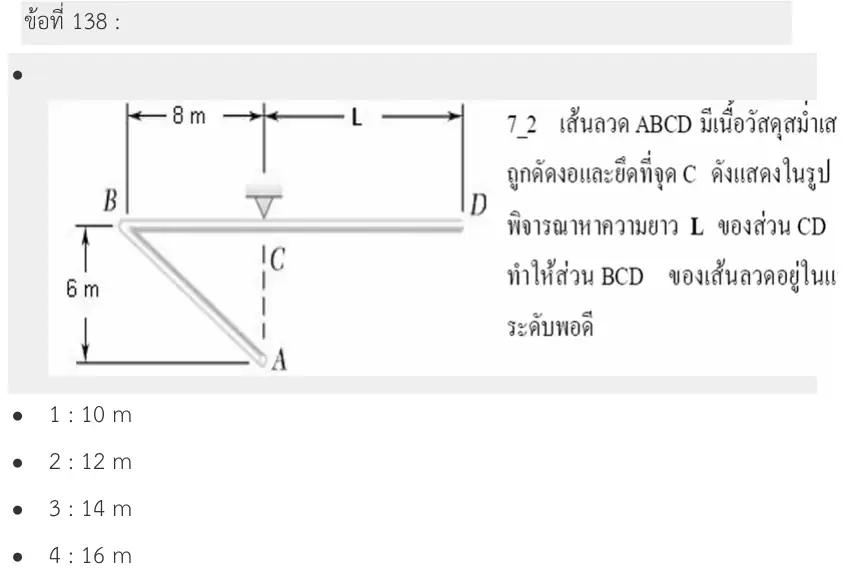 ข้อที่ 138 :
8 m
L
B
D
C
6 m
A
7_2 เส้นลวด ABCD มีเนื้อวัสดุสม่ำเส
ถูกดัดงอและยึดที่จุด C ดังแสดงในรูป
พิจารณาหาความยาว L ของส่วน CD
ทำให้ส่วน BCD ของเส้นลวดอยู่ในแ
ระดับพอดี
1 : 10 m
2 : 12 m
3 : 14 m
4 : 16 m